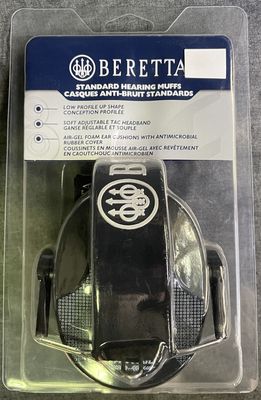 BERETTA
STANDARD HEARING MUFFS
CASQUES ANTI-BRUIT STANDARDS
LOW PROFILE UP SHAPE
CONCEPTION PROFILÉE
SOFT ADJUSTABLE TAC HEADBAND
GANSE RÉGLABLE ET SOUPLE
AIR-GEL FOAM EAR CUSHIONS WITH ANTIMICROBIAL
RUBBER COVER
COUSSINETS EN MOUSSE AIR-GEL AVEC REVÊTEMENT
EN CAOUTCHOUC ANTIMICROBIEN